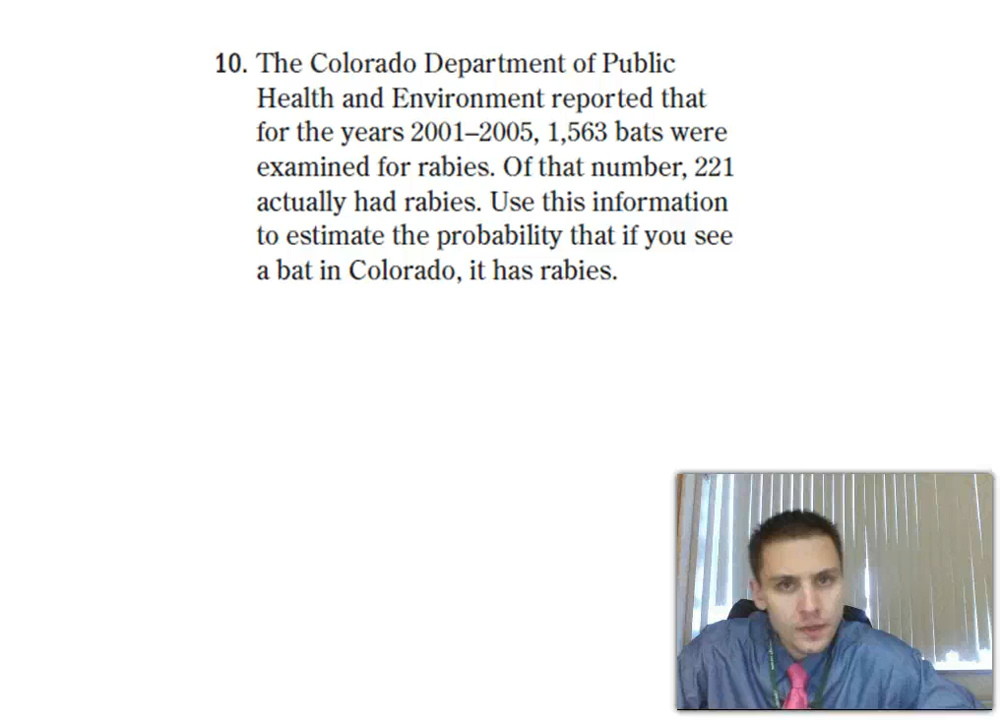 10. The Colorado Department of Public
Health and Environment reported that
for the years 2001–2005, 1,563 bats were
examined for rabies. Of that number, 221
actually had rabies. Use this information
to estimate the probability that if you see
a bat in Colorado, it has rabies.